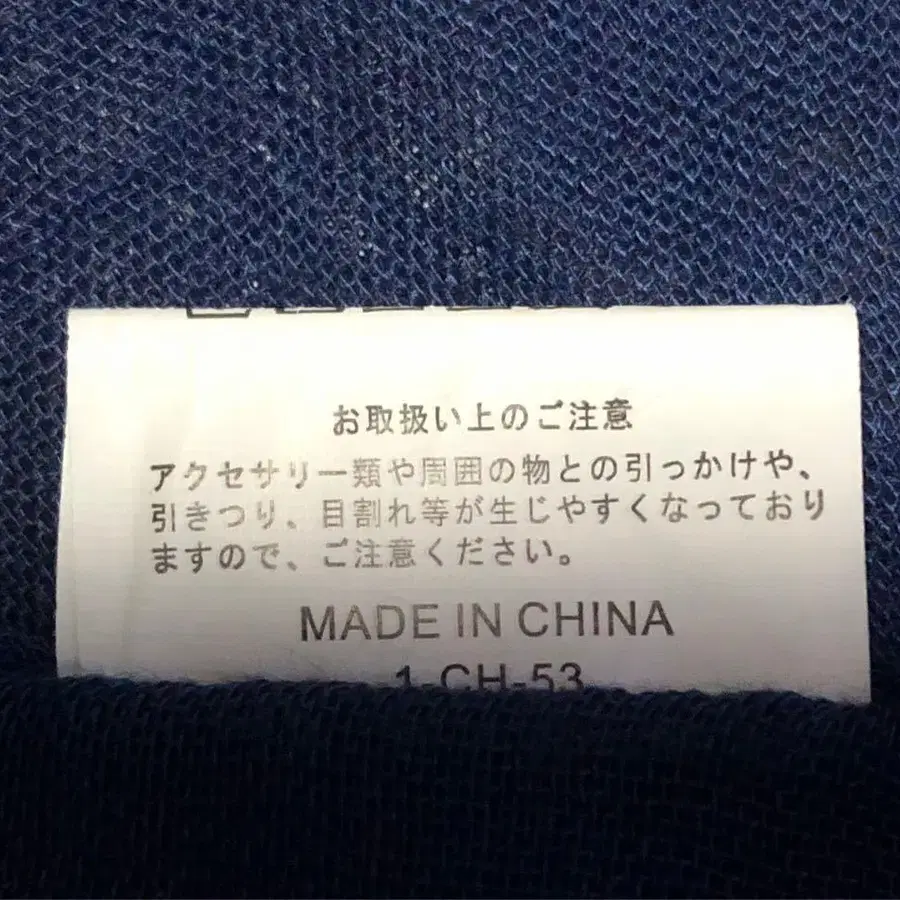 お取扱い上のご注意
アクセサリー類や周囲の物との引っかけや、
引きつり、目割れ等が生じやすくなっており
ますので、ご注意ください。
MADE IN CHINA
1-CH-53